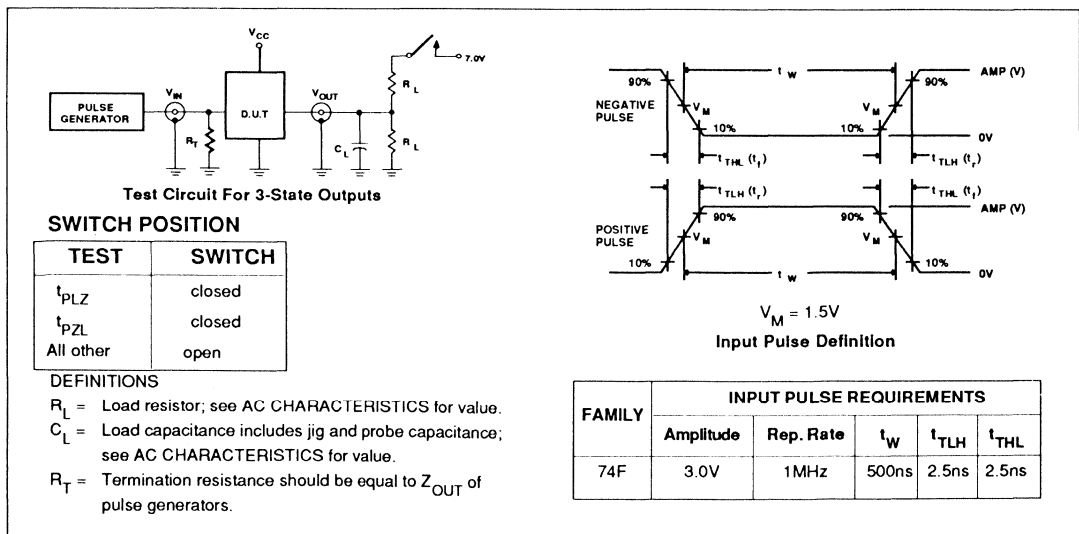 VCC
7.0V
RL
PULSE
GENERATOR
VIN
D.U.T
VOUT
RT
CL
RL
Test Circuit For 3-State Outputs
SWITCH POSITION
TEST SWITCH
tPLZ closed
tPZL closed
All other open
DEFINITIONS
RL = Load resistor; see AC CHARACTERISTICS for value.
CL = Load capacitance includes jig and probe capacitance;
see AC CHARACTERISTICS for value.
RT = Termination resistance should be equal to ZOUT of
pulse generators.
90% tW 90% AMP (V)
NEGATIVE
PULSE
VM VM
10% 10% 0V
tTHL (tf) tTLH (tr)
tTLH (tr) tTHL (tf)
90% 90% AMP (V)
POSITIVE
PULSE
VM VM
10% tW 10% 0V
VM = 1.5V
Input Pulse Definition
FAMILY INPUT PULSE REQUIREMENTS
Amplitude Rep. Rate tW tTLH tTHL
74F 3.0V 1MHz 500ns 2.5ns 2.5ns